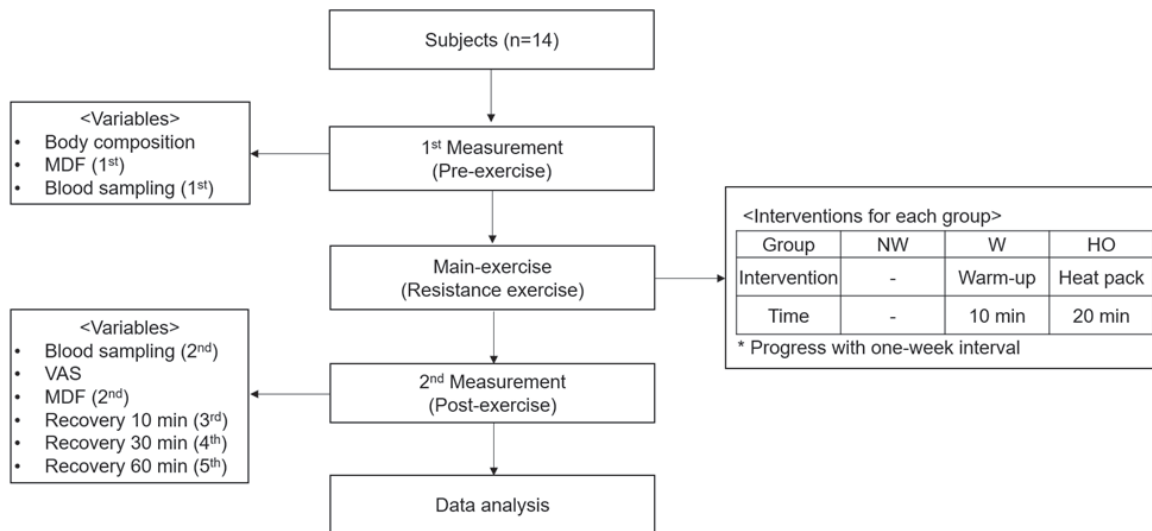 Subjects (n=14)
<Variables>
• Body composition
• MDF (1st)
• Blood sampling (1st)
1st Measurement
(Pre-exercise)
<Interventions for each group>
Group NW W HO
Intervention - Warm-up Heat pack
Time - 10 min 20 min
* Progress with one-week interval
Main-exercise
(Resistance exercise)
<Variables>
• Blood sampling (2nd)
• VAS
• MDF (2nd)
• Recovery 10 min (3rd)
• Recovery 30 min (4th)
• Recovery 60 min (5th)
2nd Measurement
(Post-exercise)
Data analysis